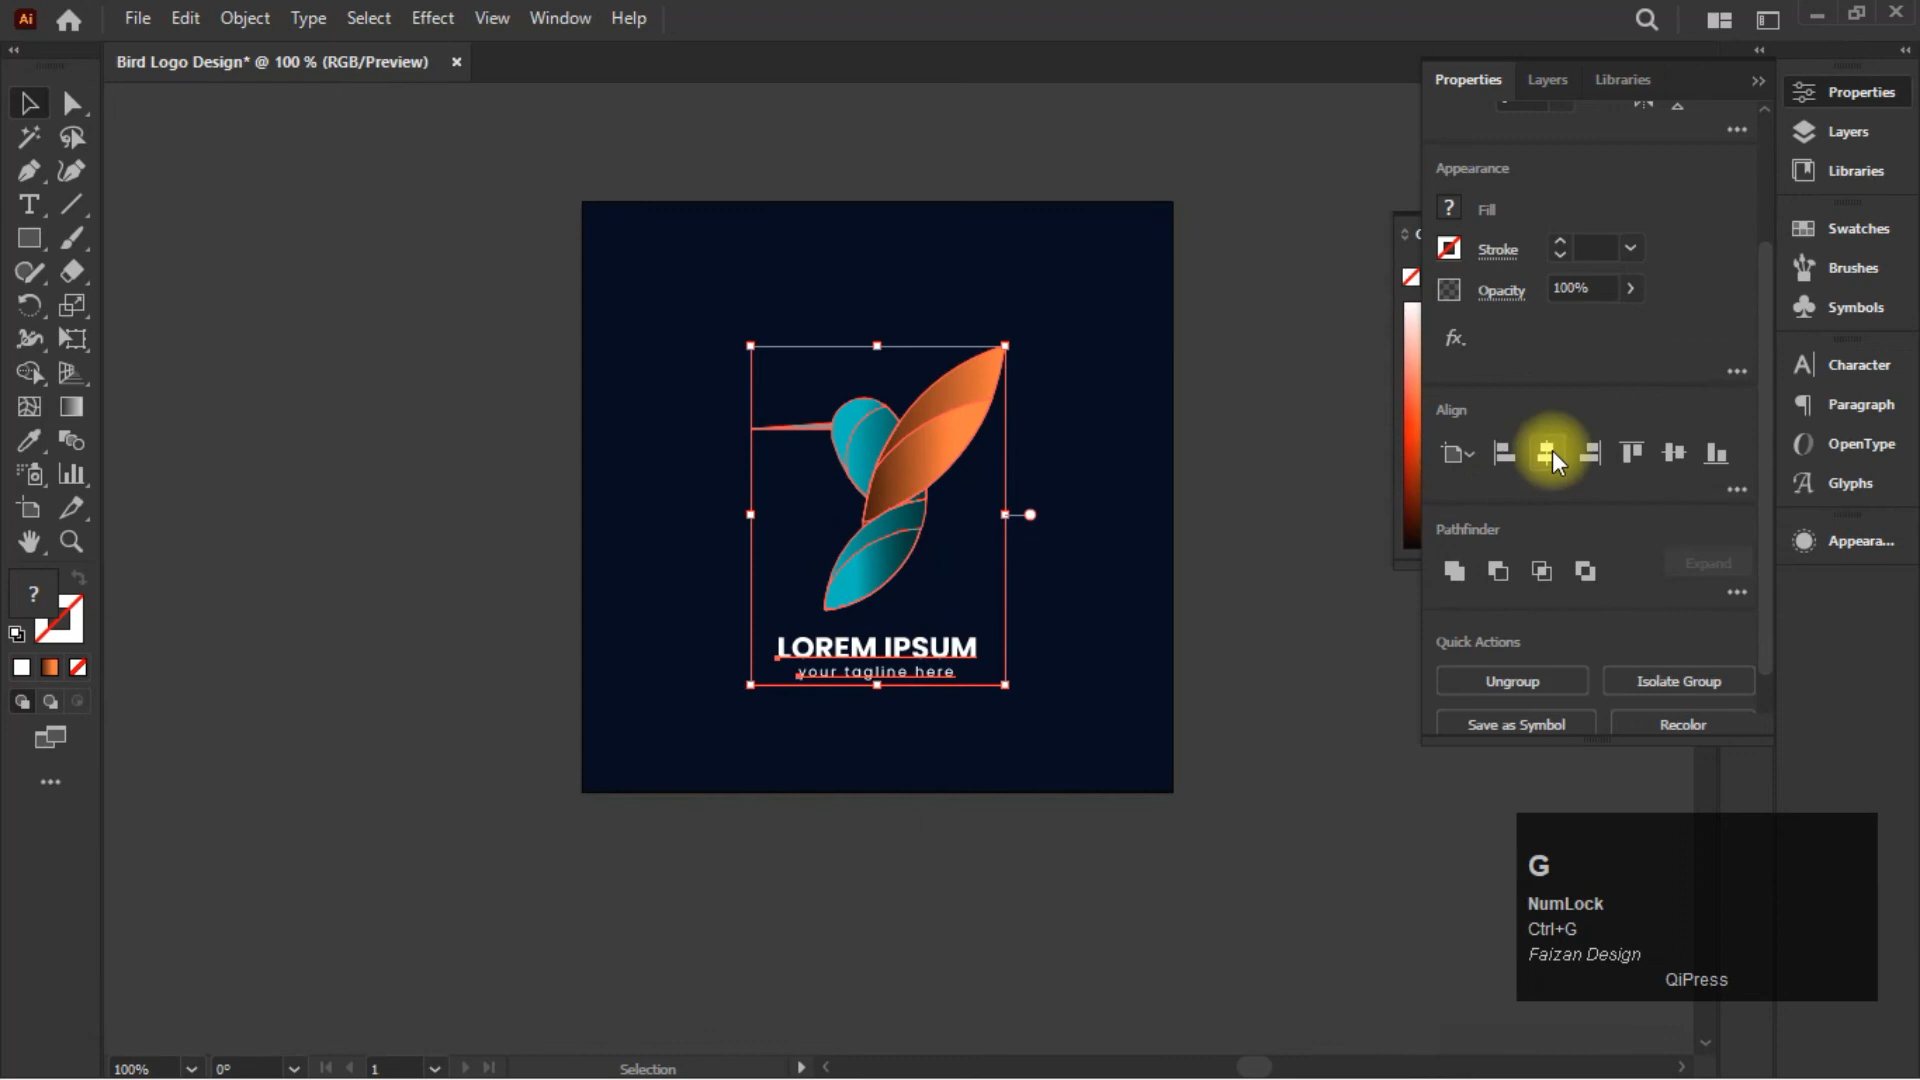 Ai
File Edit Object Type Select Effect View Window Help
Bird Logo Design* @ 100 % (RGB/Preview) ×
Properties Layers Libraries
Appearance
? Fill
Stroke
Opacity 100%
fx.
Align
Pathfinder
Expand
Quick Actions
Ungroup Isolate Group
Save as Symbol Recolor
Properties
Layers
Libraries
Swatches
Brushes
Symbols
Character
Paragraph
OpenType
Glyphs
Appeara...
?
LOREM IPSUM
your tagline here
G
NumLock
Ctrl+G
Faizan Design
QiPress
100% 0° 1 Selection